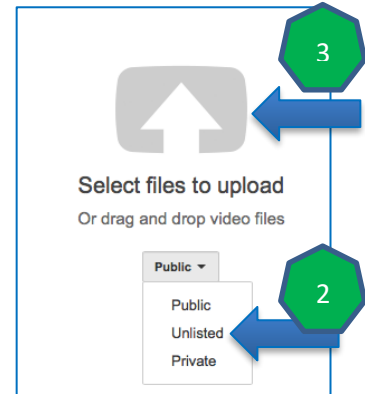 3
Select files to upload
Or drag and drop video files
Public
Public
Unlisted
2
Private